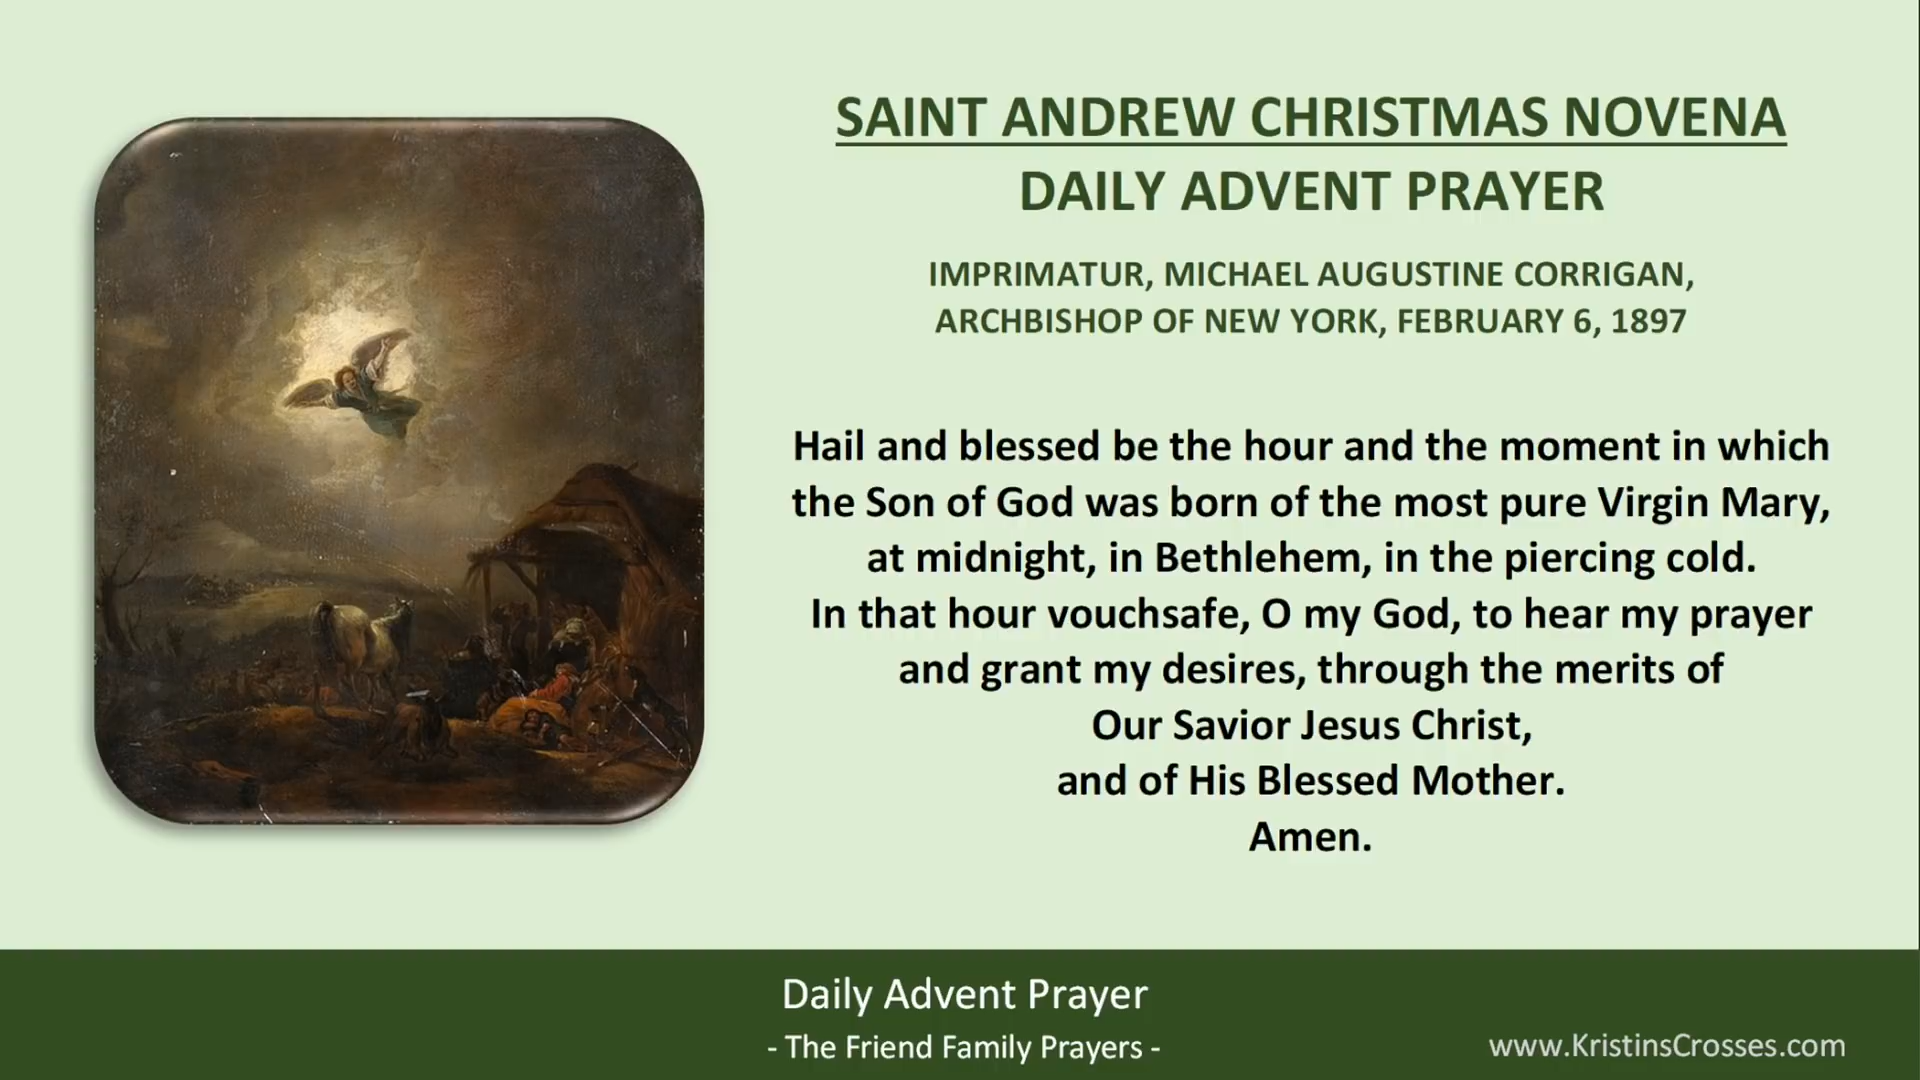 SAINT ANDREW CHRISTMAS NOVENA
DAILY ADVENT PRAYER
IMPRIMATUR, MICHAEL AUGUSTINE CORRIGAN,
ARCHBISHOP OF NEW YORK, FEBRUARY 6, 1897
Hail and blessed be the hour and the moment in which
the Son of God was born of the most pure Virgin Mary,
at midnight, in Bethlehem, in the piercing cold.
In that hour vouchsafe, O my God, to hear my prayer
and grant my desires, through the merits of
Our Savior Jesus Christ,
and of His Blessed Mother.
Amen.
Daily Advent Prayer
- The Friend Family Prayers -
www.KristinsCrosses.com